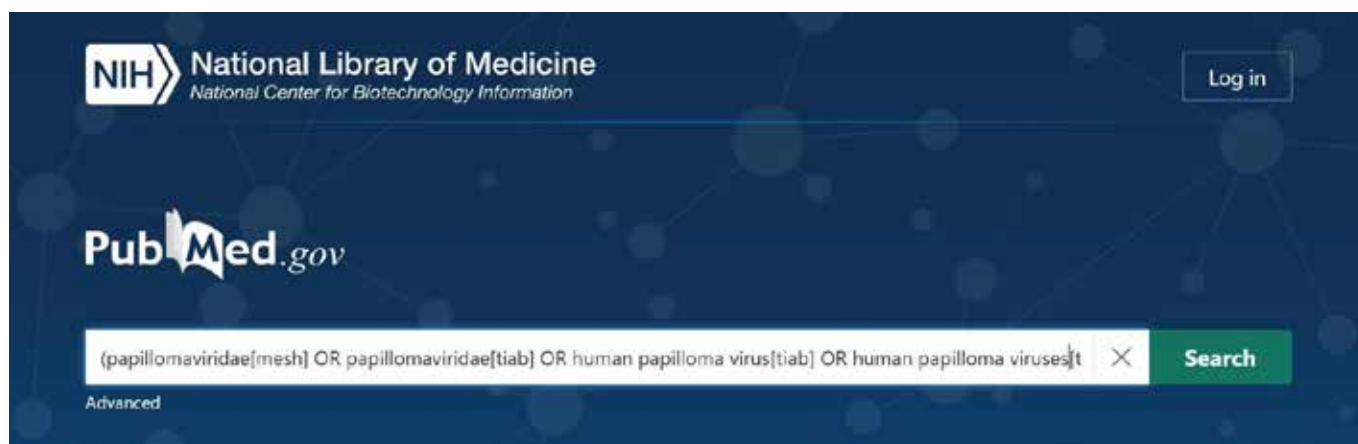 NIH National Library of Medicine
National Center for Biotechnology Information
Log in
PubMed.gov
(papillomaviridae[mesh] OR papillomaviridae[tiab] OR human papilloma virus[tiab] OR human papilloma viruses[t
Search
Advanced